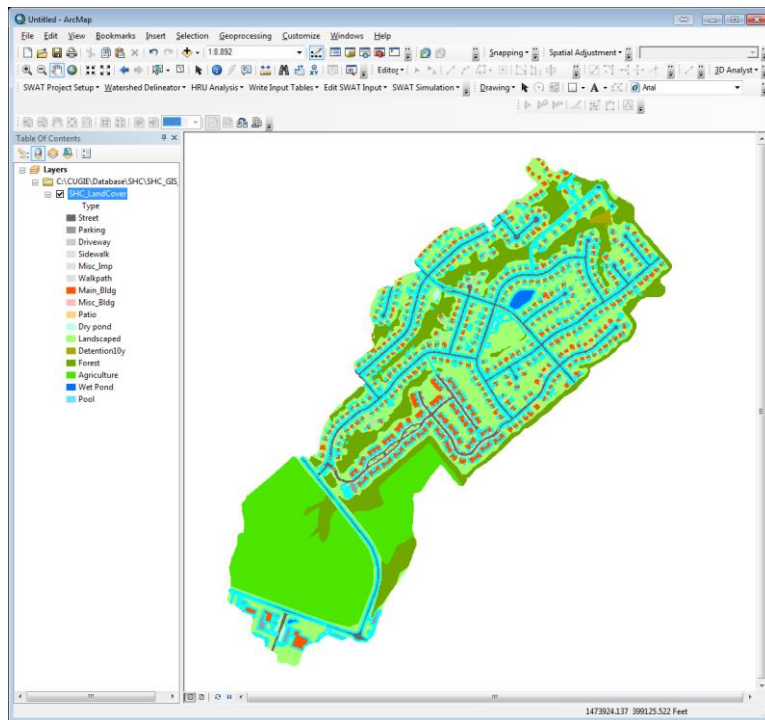 Untitled - ArcMap
File Edit View Bookmarks Insert Selection Geoprocessing Customize Windows Help
1:8,892 Snapping Spatial Adjustment
Editor 3D Analyst
SWAT Project Setup Watershed Delineator HRU Analysis Write Input Tables Edit SWAT Input SWAT Simulation Drawing A Arial
Table Of Contents
Layers
C:\CUGIE\Database\SHC\SHC_GIS_
SHC_LandCover
Type
Street
Parking
Driveway
Sidewalk
Misc_Imp
Walkpath
Main_Bldg
Misc_Bldg
Patio
Dry pond
Landscaped
Detention10y
Forest
Agriculture
Wet Pond
Pool
1473924.137 399125.522 Feet